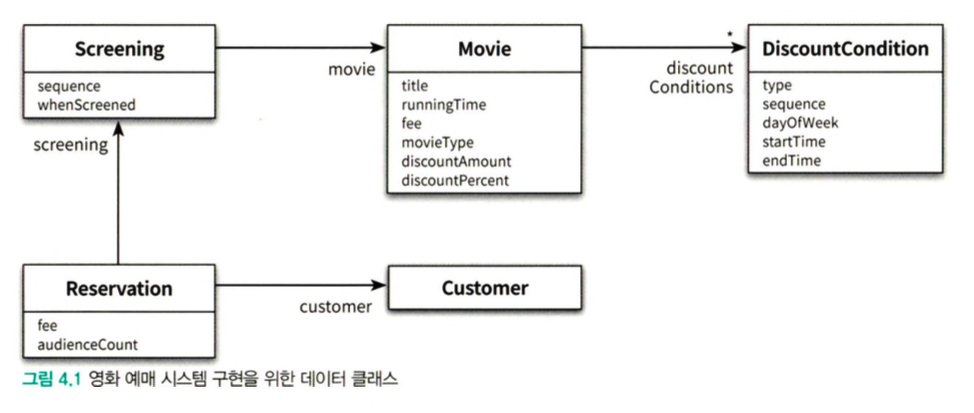 Screening
sequence
whenScreened
movie
Movie
title
runningTime
fee
movieType
discountAmount
discountPercent
*
discount
Conditions
DiscountCondition
type
sequence
dayOfWeek
startTime
endTime
screening
Reservation
fee
audienceCount
customer
Customer
그림 4.1 영화 예매 시스템 구현을 위한 데이터 클래스